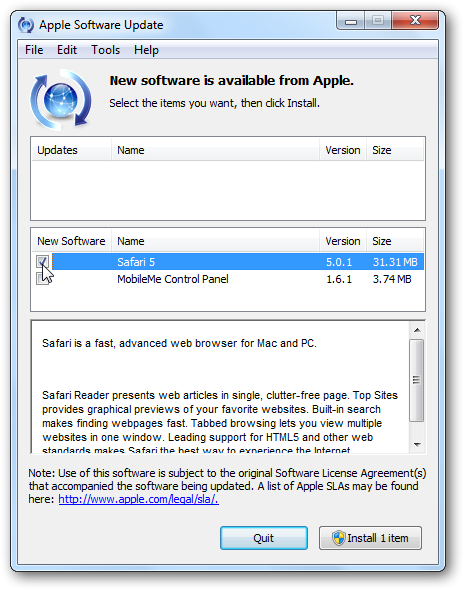 Apple Software Update
File Edit Tools Help
New software is available from Apple.
Select the items you want, then click Install.
Updates Name Version Size
New Software Name Version Size
Safari 5 5.0.1 31.31 MB
MobileMe Control Panel 1.6.1 3.74 MB
Safari is a fast, advanced web browser for Mac and PC.
Safari Reader presents web articles in single, clutter-free page. Top Sites
provides graphical previews of your favorite websites. Built-in search
makes finding webpages fast. Tabbed browsing lets you view multiple
websites in one window. Leading support for HTML5 and other web
standards makes Safari the best way to experience the Internet
Note: Use of this software is subject to the original Software License Agreement(s)
that accompanied the software being updated. A list of Apple SLAs may be found
here: http://www.apple.com/legal/sla/.
Quit Install 1 item